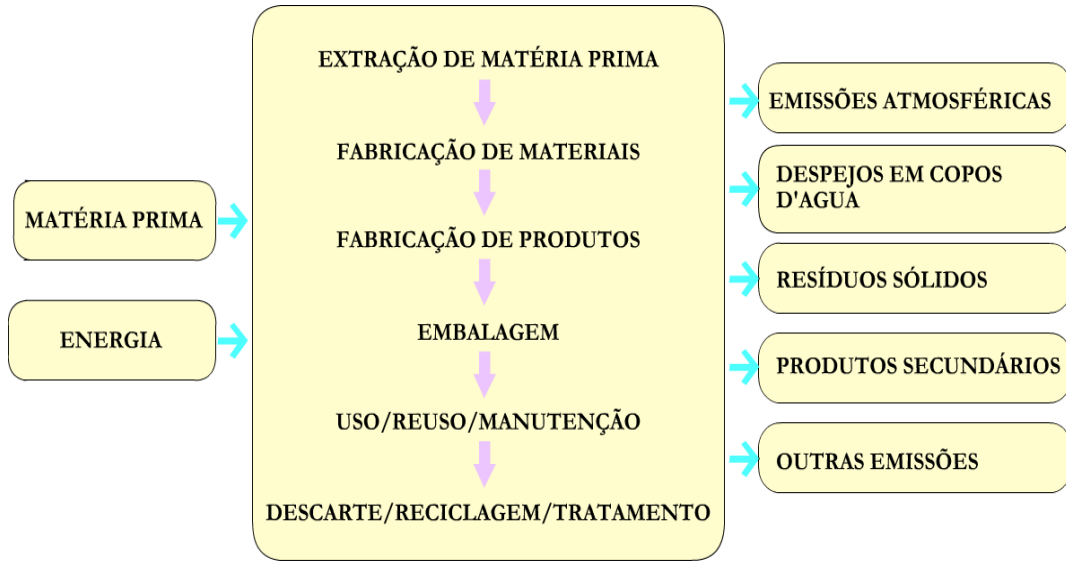 MATÉRIA PRIMA
ENERGIA
EXTRAÇÃO DE MATÉRIA PRIMA
FABRICAÇÃO DE MATERIAIS
FABRICAÇÃO DE PRODUTOS
EMBALAGEM
USO/REUSO/MANUTENÇÃO
DESCARTE/RECICLAGEM/TRATAMENTO
EMISSÕES ATMOSFÉRICAS
DESPEJOS EM COPOS
D'AGUA
RESÍDUOS SÓLIDOS
PRODUTOS SECUNDÁRIOS
OUTRAS EMISSÕES